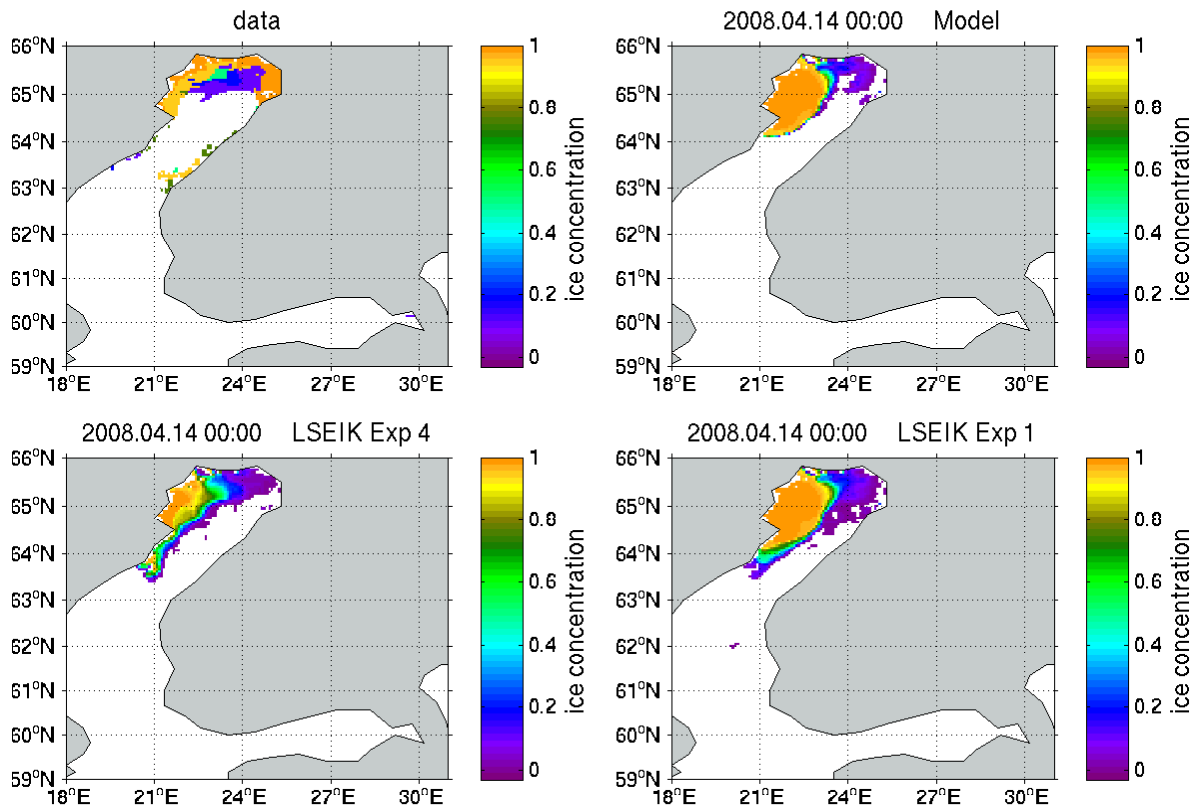 data
66°N
65°N
64°N
63°N
62°N
61°N
60°N
59°N
18°E
21°E
24°E
27°E
30°E
1
0.8
0.6
0.4
0.2
0
ice concentration
2008.04.14 00:00 Model
66°N
65°N
64°N
63°N
62°N
61°N
60°N
59°N
18°E
21°E
24°E
27°E
30°E
1
0.8
0.6
0.4
0.2
0
ice concentration
2008.04.14 00:00 LSEIK Exp 4
66°N
65°N
64°N
63°N
62°N
61°N
60°N
59°N
18°E
21°E
24°E
27°E
30°E
1
0.8
0.6
0.4
0.2
0
ice concentration
2008.04.14 00:00 LSEIK Exp 1
66°N
65°N
64°N
63°N
62°N
61°N
60°N
59°N
18°E
21°E
24°E
27°E
30°E
1
0.8
0.6
0.4
0.2
0
ice concentration